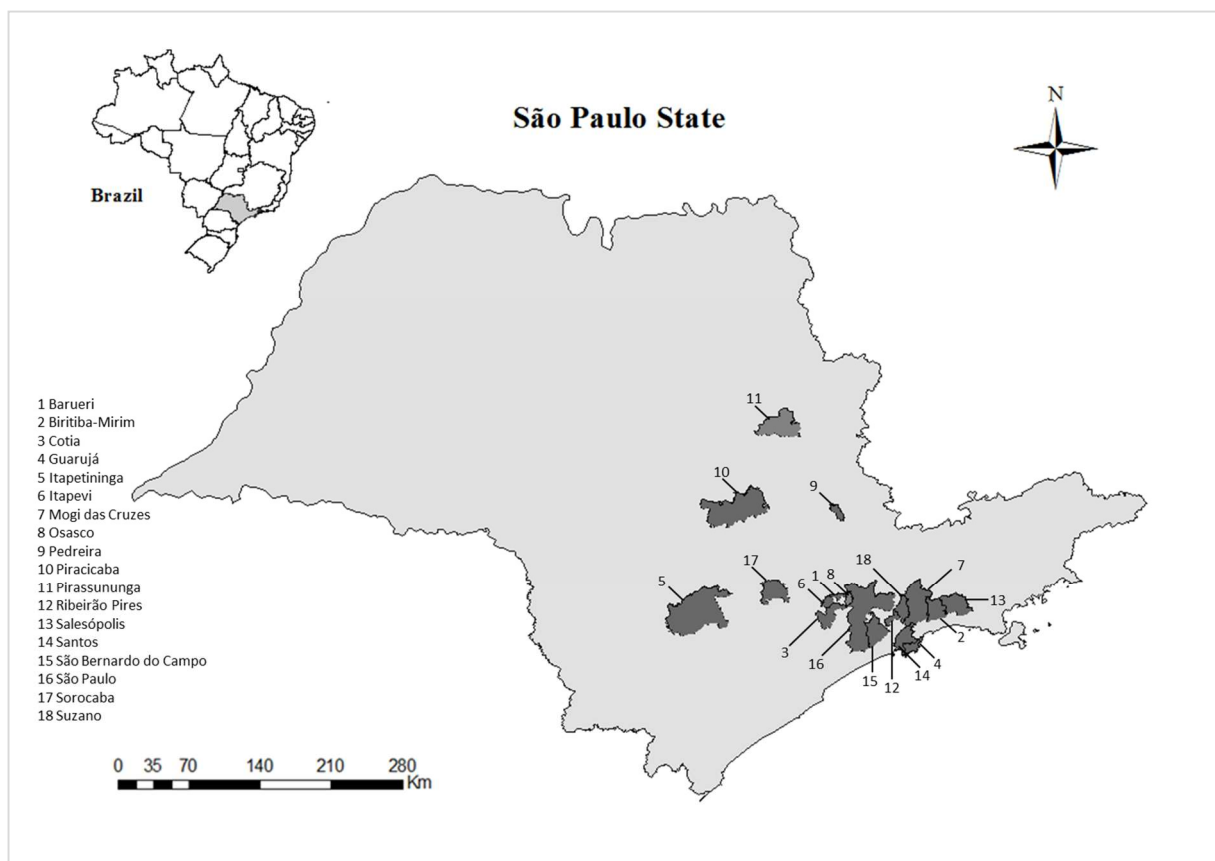 São Paulo State
N
Brazil
11
10
9
1 Barueri
2 Biritiba-Mirim
3 Cotia
4 Guarujá
5 Itapetininga
6 Itapevi
7 Mogi das Cruzes
8 Osasco
9 Pedreira
10 Piracicaba
11 Pirassununga
12 Ribeirão Pires
13 Salesópolis
14 Santos
15 São Bernardo do Campo
16 São Paulo
17 Sorocaba
18 Suzano
17
18
7
5
6
1
8
13
2
3
16
15
12
14
4
0 35 70 140 210 280
Km